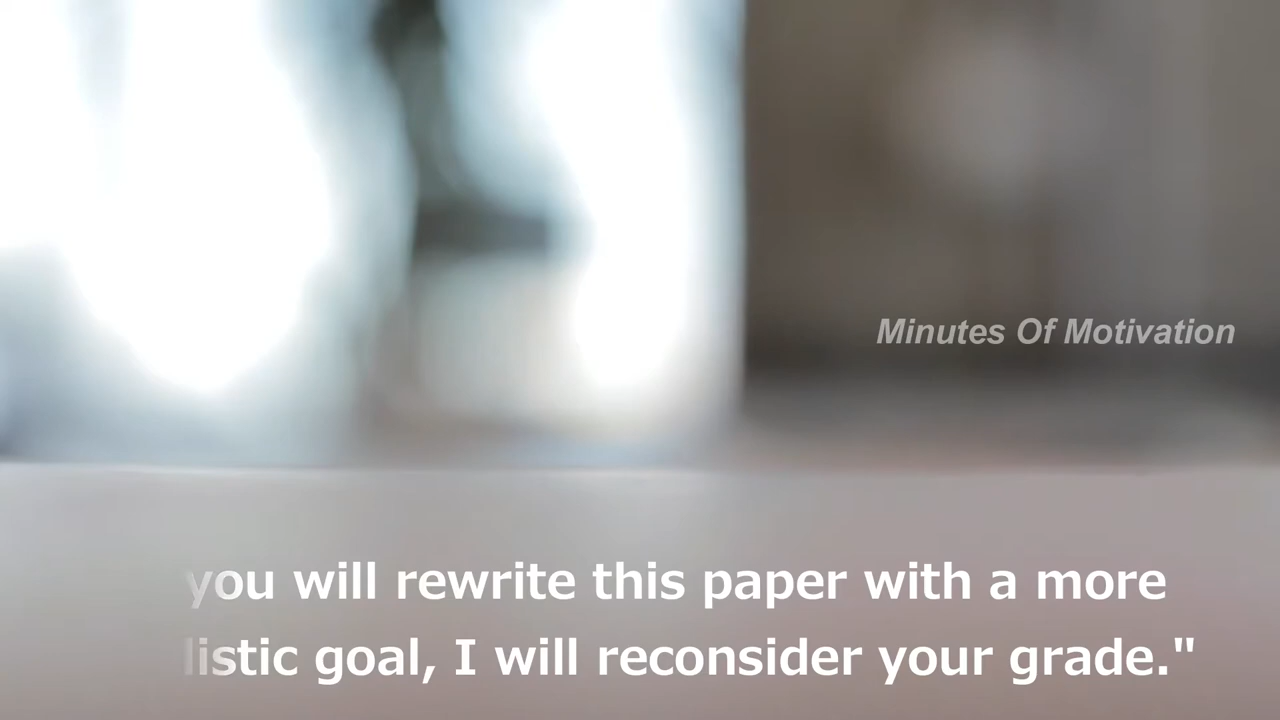 Minutes Of Motivation
you will rewrite this paper with a more
listic goal, I will reconsider your grade."